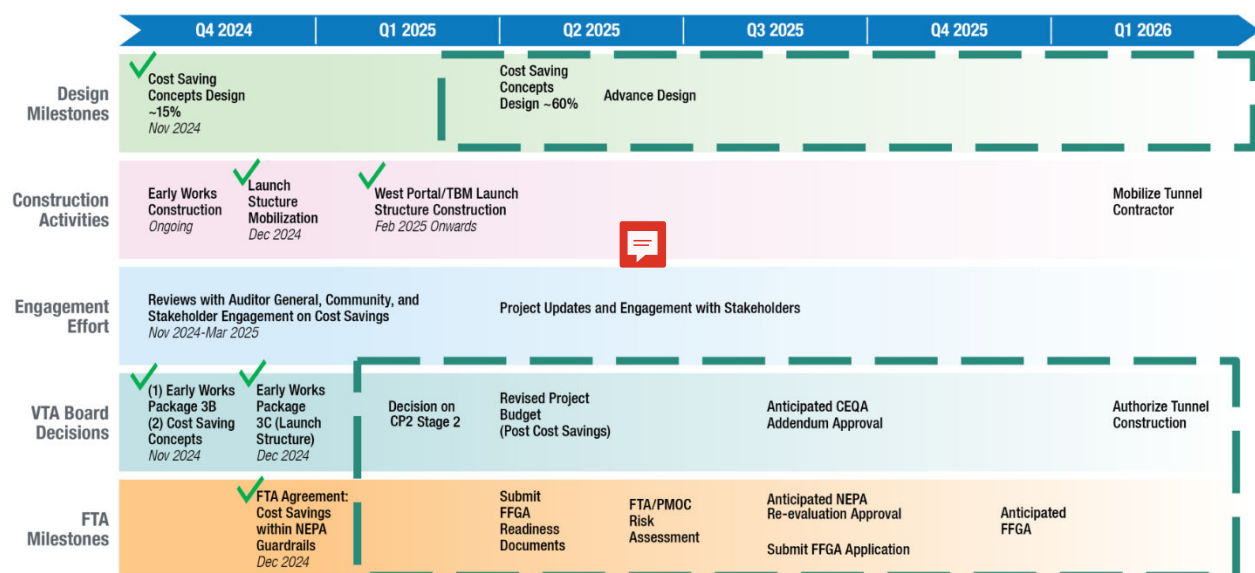 Q4 2024
Q1 2025
Q2 2025
Q3 2025
Q4 2025
Q1 2026
Design
Milestones
Cost Saving
Concepts Design
~15%
Nov 2024
Cost Saving
Concepts
Design ~60%
Advance Design
Construction
Activities
Early Works
Construction
Ongoing
Launch
Stucture
Mobilization
Dec 2024
West Portal/TBM Launch
Structure Construction
Feb 2025 Onwards
Mobilize Tunnel
Contractor
Engagement
Effort
Reviews with Auditor General, Community, and
Stakeholder Engagement on Cost Savings
Nov 2024-Mar 2025
Project Updates and Engagement with Stakeholders
VTA Board
Decisions
(1) Early Works
Package 3B
(2) Cost Saving
Concepts
Nov 2024
Early Works
Package
3C (Launch
Structure)
Dec 2024
Decision on
CP2 Stage 2
Revised Project
Budget
(Post Cost Savings)
Anticipated CEQA
Addendum Approval
Authorize Tunnel
Construction
FTA
Milestones
FTA Agreement:
Cost Savings
within NEPA
Guardrails
Dec 2024
Submit
FFGA
Readiness
Documents
FTA/PMOC
Risk
Assessment
Anticipated NEPA
Re-evaluation Approval
Submit FFGA Application
Anticipated
FFGA